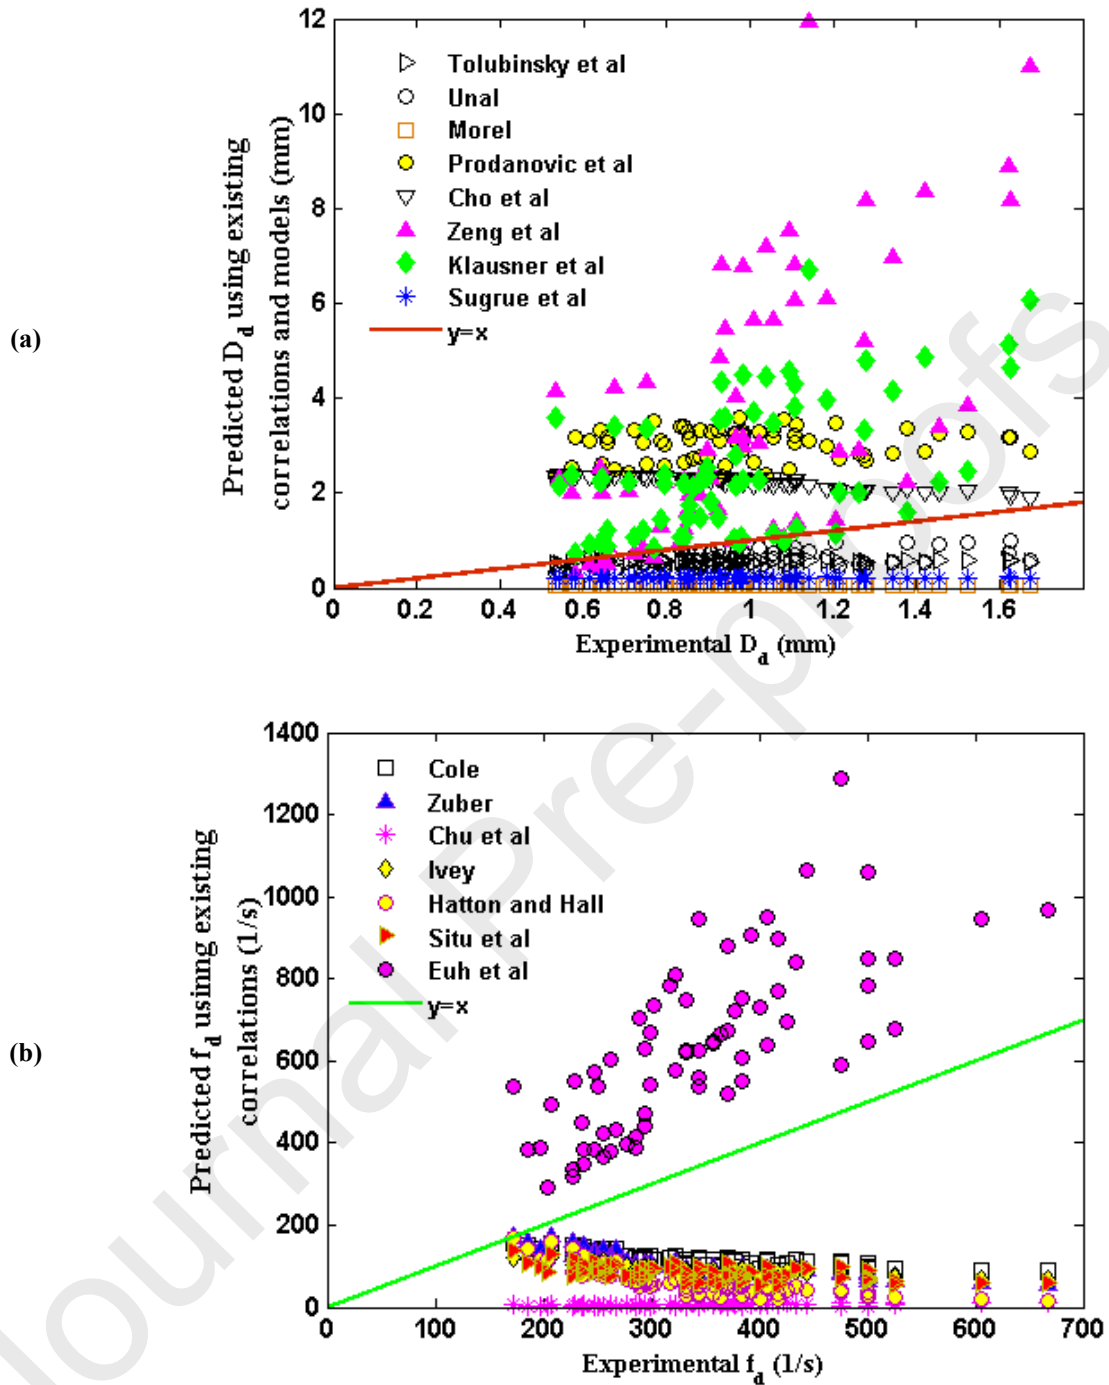 (a)
Predicted D_d using existing
correlations and models (mm)
12
10
8
6
4
2
0
Tolubinsky et al
Unal
Morel
Prodanovic et al
Cho et al
Zeng et al
Klausner et al
Sugrue et al
y=x
0 0.2 0.4 0.6 0.8 1 1.2 1.4 1.6
Experimental D_d (mm)
(b)
Predicted f_d usimg existing
correlations (1/s)
1400
1200
1000
800
600
400
200
0
Cole
Zuber
Chu et al
Ivey
Hatton and Hall
Situ et al
Euh et al
y=x
0 100 200 300 400 500 600 700
Experimental f_d (1/s)
Journal Pre-proofs